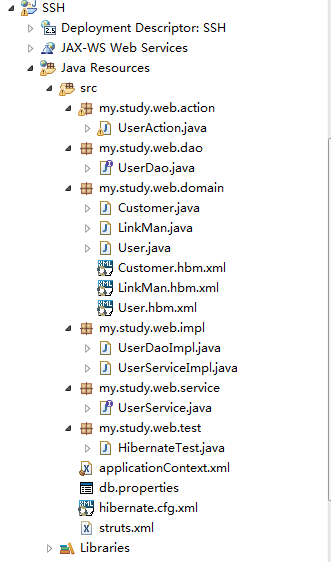 SSH
Deployment Descriptor: SSH
JAX-WS Web Services
Java Resources
src
my.study.web.action
UserAction.java
my.study.web.dao
UserDao.java
my.study.web.domain
Customer.java
LinkMan.java
User.java
Customer.hbm.xml
LinkMan.hbm.xml
User.hbm.xml
my.study.web.impl
UserDaoImpl.java
UserServiceImpl.java
my.study.web.service
UserService.java
my.study.web.test
HibernateTest.java
applicationContext.xml
db.properties
hibernate.cfg.xml
struts.xml
Libraries